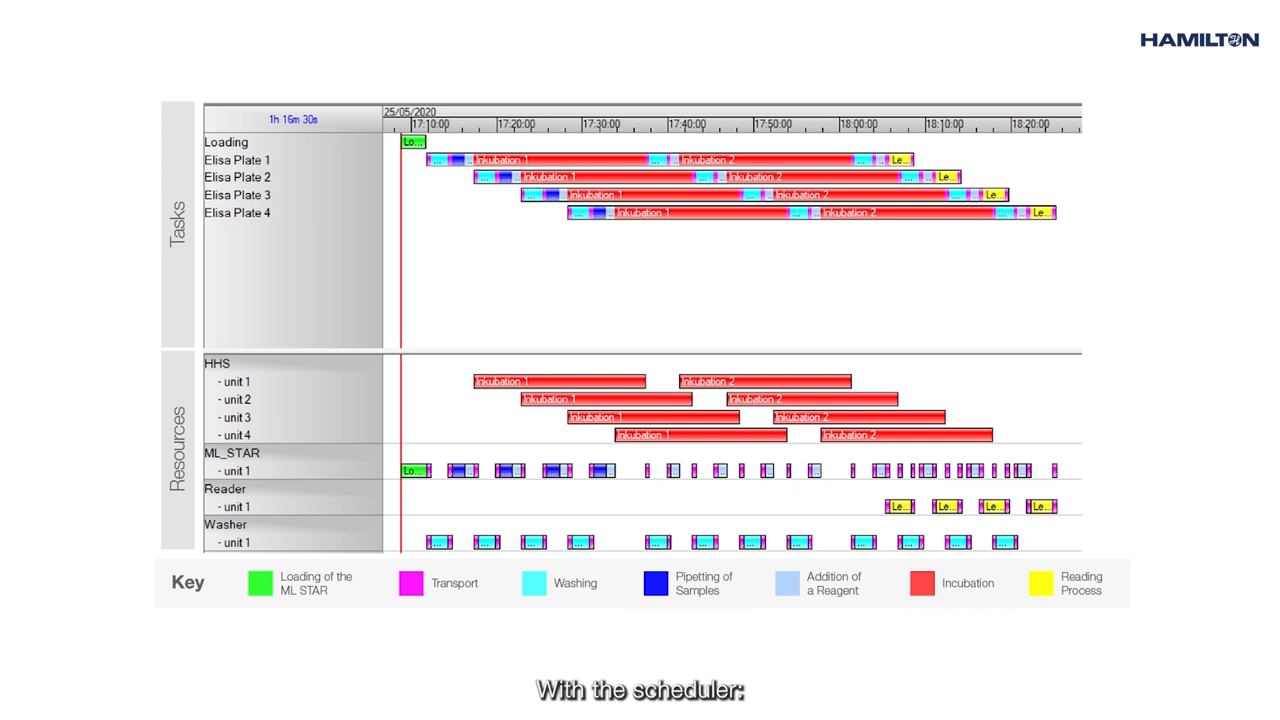 HAMILTON
25/05/2020
1h 16m 30s
17:10:00 17:20:00 17:30:00 17:40:00 17:50:00 18:00:00 18:10:00 18:20:00
Tasks
Loading Lo...
Elisa Plate 1 ... .. Inkubation 1 ... .. Inkubation 2 ... .. Le...
Elisa Plate 2 ... .. Inkubation 1 ... .. Inkubation 2 ... .. Le...
Elisa Plate 3 ... .. Inkubation 1 ... .. Inkubation 2 ... .. Le...
Elisa Plate 4 ... .. Inkubation 1 ... .. Inkubation 2 ... .. Le...
Resources
HHS
- unit 1 Inkubation 1 Inkubation 2
- unit 2 Inkubation 1 Inkubation 2
- unit 3 Inkubation 1 Inkubation 2
- unit 4 Inkubation 1 Inkubation 2
ML_STAR
- unit 1 Lo... .. .. .. .. .. .. .. .. .. .. .. ..
Reader
- unit 1 Le... Le... Le... Le...
Washer
- unit 1 ... ... ... ... ... ... ... ... ... ... ... ...
Key
Loading of the
ML STAR
Transport
Washing
Pipetting of
Samples
Addition of
a Reagent
Incubation
Reading
Process
With the scheduler: